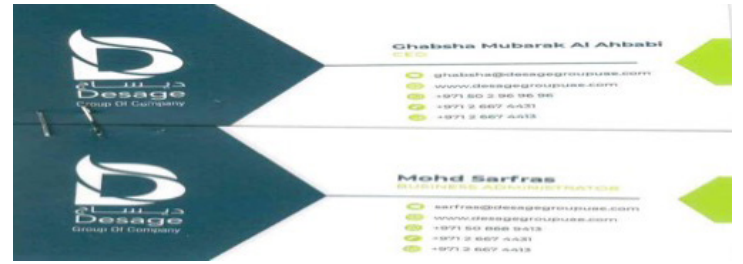 ديسام
Desage
Group Of Company
Ghabsha Mubarak Al Ahbabi
CEO
ghabsha@desagegroupuae.com
www.desagegroupuae.com
+971 50 2 96 96 96
+971 2 667 4431
+971 2 667 4413
ديسام
Desage
Group Of Company
Mohd Sarfras
BUSINESS ADMINISTRATOR
sarfras@desagegroupuae.com
www.desagegroupuae.com
+971 50 868 9413
+971 2 667 4431
+971 2 667 4413